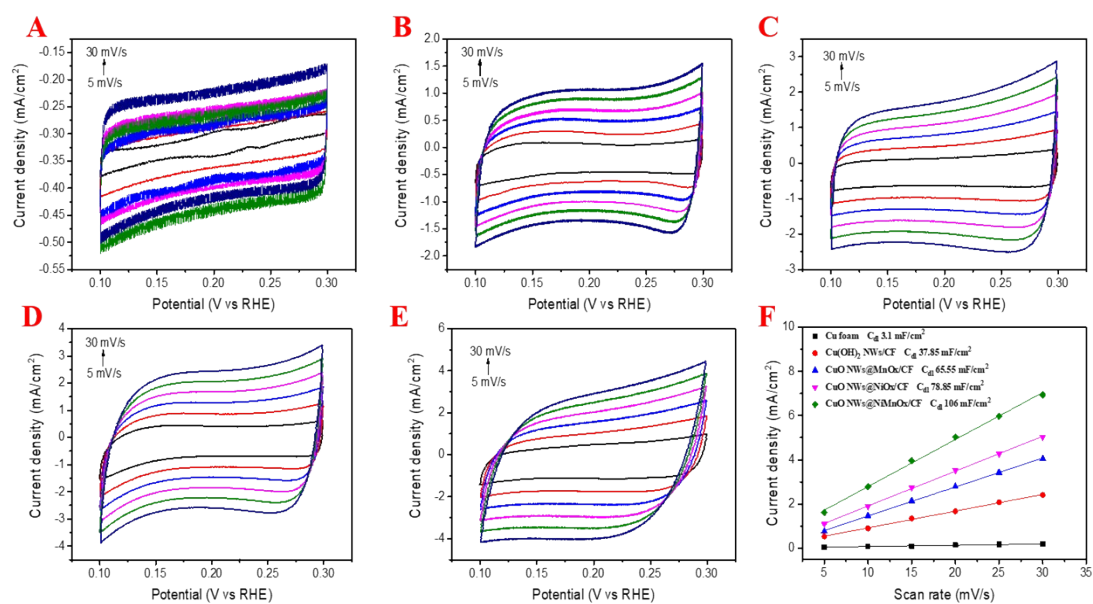 A
30 mV/s
5 mV/s
Current density (mA/cm²)
-0.15
-0.20
-0.25
-0.30
-0.35
-0.40
-0.45
-0.50
-0.55
0.10 0.15 0.20 0.25 0.30
Potential (V vs RHE)
B
30 mV/s
5 mV/s
Current density (mA/cm²)
2.0
1.5
1.0
0.5
0.0
-0.5
-1.0
-1.5
-2.0
0.10 0.15 0.20 0.25 0.30
Potential (V vs RHE)
C
30 mV/s
5 mV/s
Current density (mA/cm²)
3
2
1
0
-1
-2
-3
0.10 0.15 0.20 0.25 0.30
Potential (V vs RHE)
D
30 mV/s
5 mV/s
Current density (mA/cm²)
4
3
2
1
0
-1
-2
-3
-4
0.10 0.15 0.20 0.25 0.30
Potential (V vs RHE)
E
30 mV/s
5 mV/s
Current density (mA/cm²)
6
4
2
0
-2
-4
0.10 0.15 0.20 0.25 0.30
Potential (V vs RHE)
F
Cu foam Cdl 3.1 mF/cm²
Cu(OH)₂ NWs/CF Cdl 37.85 mF/cm²
CuO NWs@MnOx/CF Cdl 65.55 mF/cm²
CuO NWs@NiOx/CF Cdl 78.85 mF/cm²
CuO NWs@NiMnOx/CF Cdl 106 mF/cm²
Current density (mA/cm²)
10
8
6
4
2
0
5 10 15 20 25 30 35
Scan rate (mV/s)